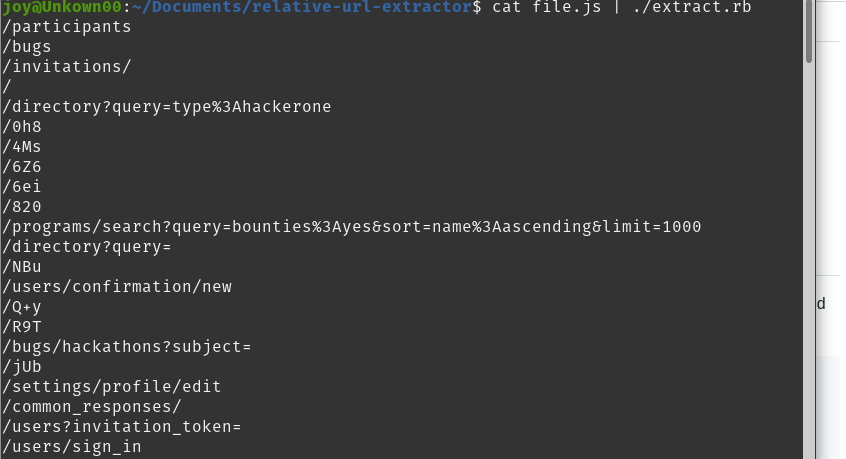 joy@Unkown00:~/Documents/relative-url-extractor$ cat file.js | ./extract.rb
/participants
/bugs
/invitations/
/
/directory?query=type%3Ahackerone
/0h8
/4Ms
/6Z6
/6ei
/820
/programs/search?query=bounties%3Ayes&sort=name%3Aascending&limit=1000
/directory?query=
/NBu
/users/confirmation/new
/Q+y
/R9T
/bugs/hackathons?subject=
/jUb
/settings/profile/edit
/common_responses/
/users?invitation_token=
/users/sign_in
d